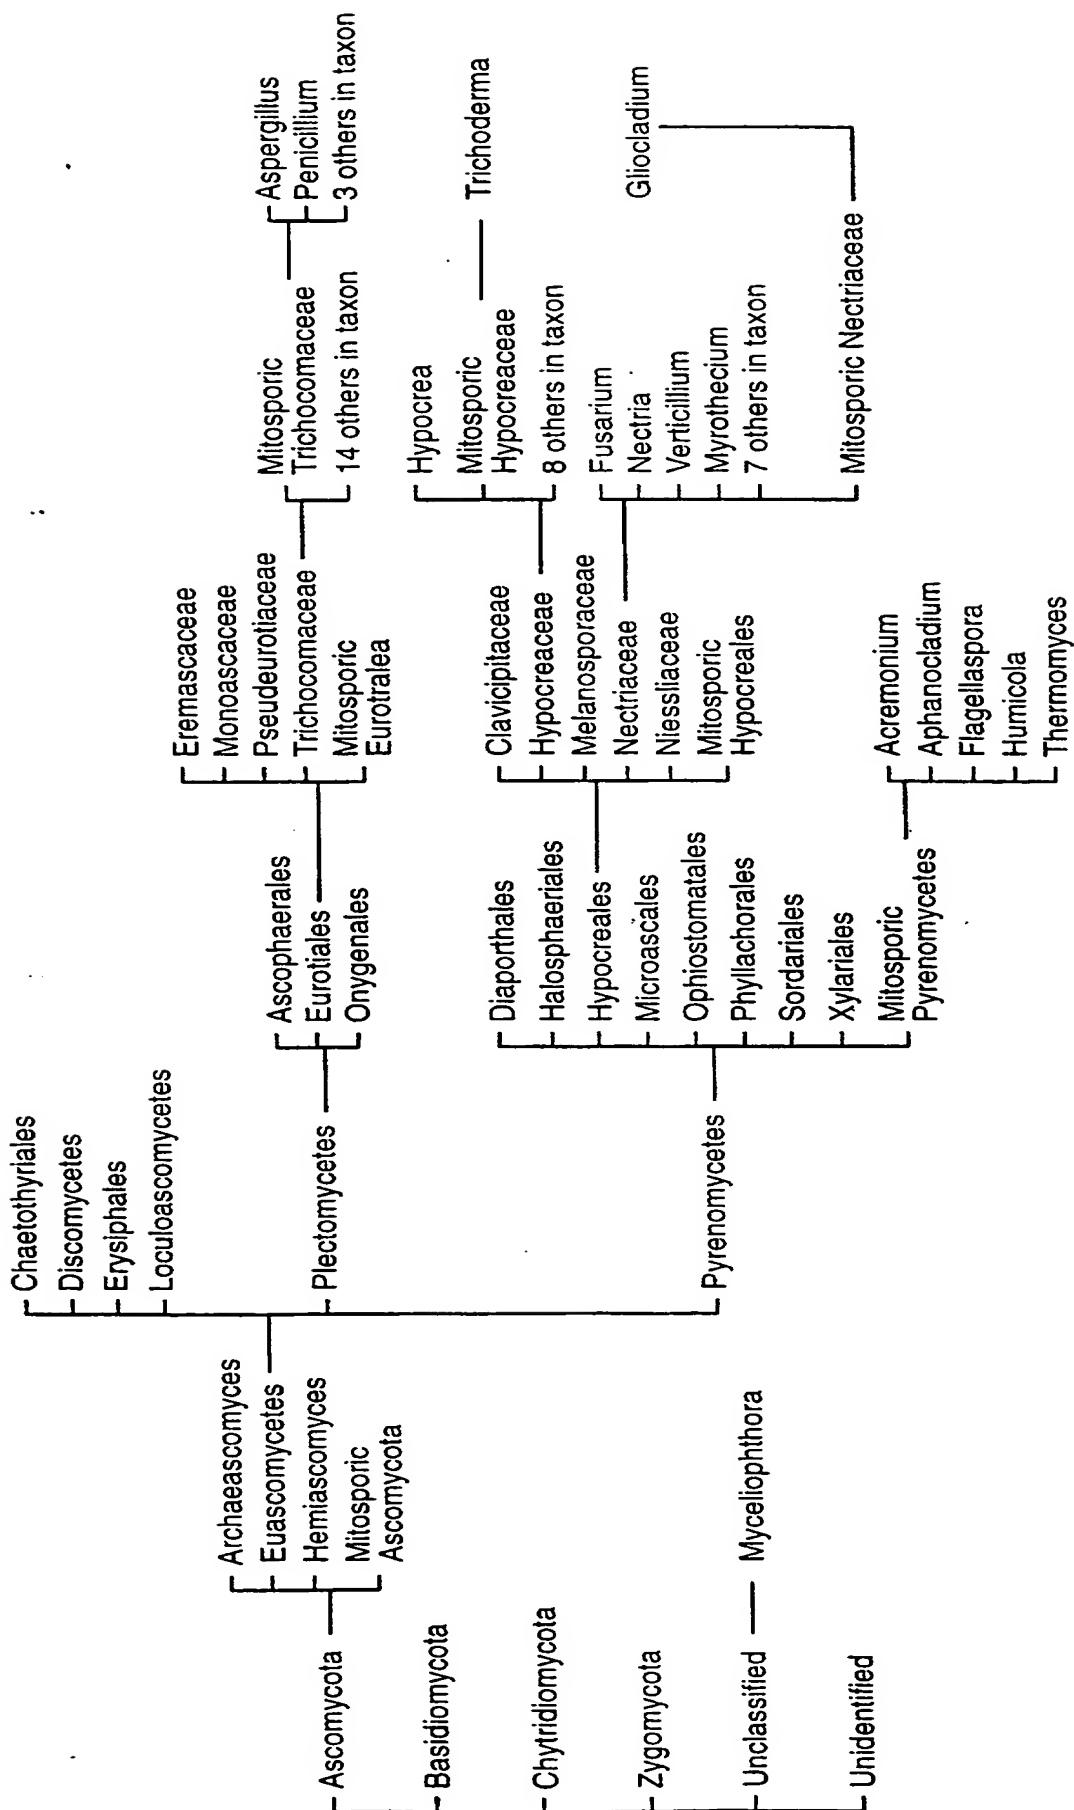 Ascomycota
Basidiomycota
Chytridiomycota
Zygomycota
Unclassified
Unidentified
Archaeascomyces
Euascomycetes
Hemiascomyces
Mitosporic
Ascomycota
Myceliophthora
Chaetothyriales
Discomycetes
Erysiphales
Loculoascomycetes
Plectomycetes
Pyrenomycetes
Ascophaerales
Eurotiales
Onygenales
Diaporthales
Halosphaeriales
Hypocreales
Microascales
Ophiostomatales
Phyllachorales
Sordariales
Xylariales
Mitosporic
Pyrenomycetes
Eremascaceae
Monoascaceae
Pseudeurotiaceae
Trichocomaceae
Mitosporic
Eurotralea
Clavicipitaceae
Hypocreaceae
Melanosporaceae
Nectriaceae
Niessliaceae
Mitosporic
Hypocreales
Acremonium
Aphanocladium
Flagellaspora
Humicola
Thermomyces
Mitosporic
Trichocomaceae
14 others in taxon
Hypocrea
Mitosporic
Hypocreaceae
8 others in taxon
Fusarium
Nectria
Verticillium
Myrothecium
7 others in taxon
Mitosporic Nectriaceae
Aspergillus
Penicillium
3 others in taxon
Trichoderma
Gliocladium